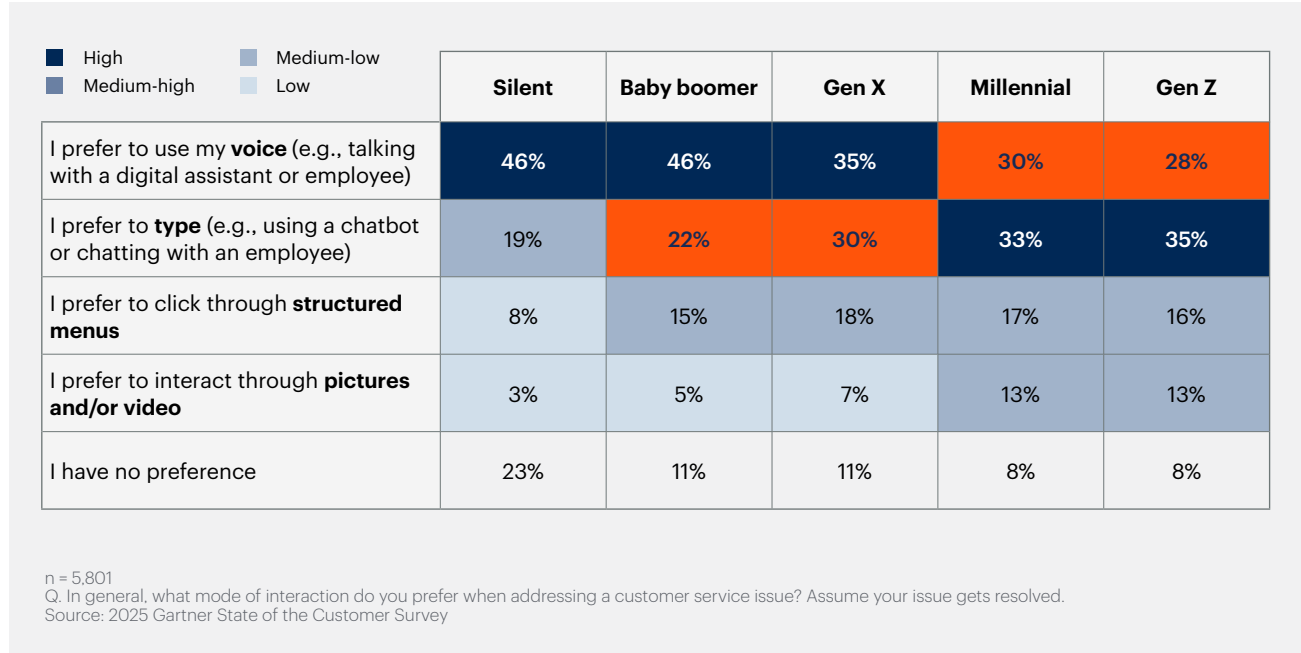 High
Medium-low
Medium-high
Low
Silent
Baby boomer
Gen X
Millennial
Gen Z
I prefer to use my voice (e.g., talking
with a digital assistant or employee)
46%
46%
35%
30%
28%
I prefer to type (e.g., using a chatbot
or chatting with an employee)
19%
22%
30%
33%
35%
I prefer to click through structured
menus
8%
15%
18%
17%
16%
I prefer to interact through pictures
and/or video
3%
5%
7%
13%
13%
I have no preference
23%
11%
11%
8%
8%
n = 5,801
Q. In general, what mode of interaction do you prefer when addressing a customer service issue? Assume your issue gets resolved.
Source: 2025 Gartner State of the Customer Survey